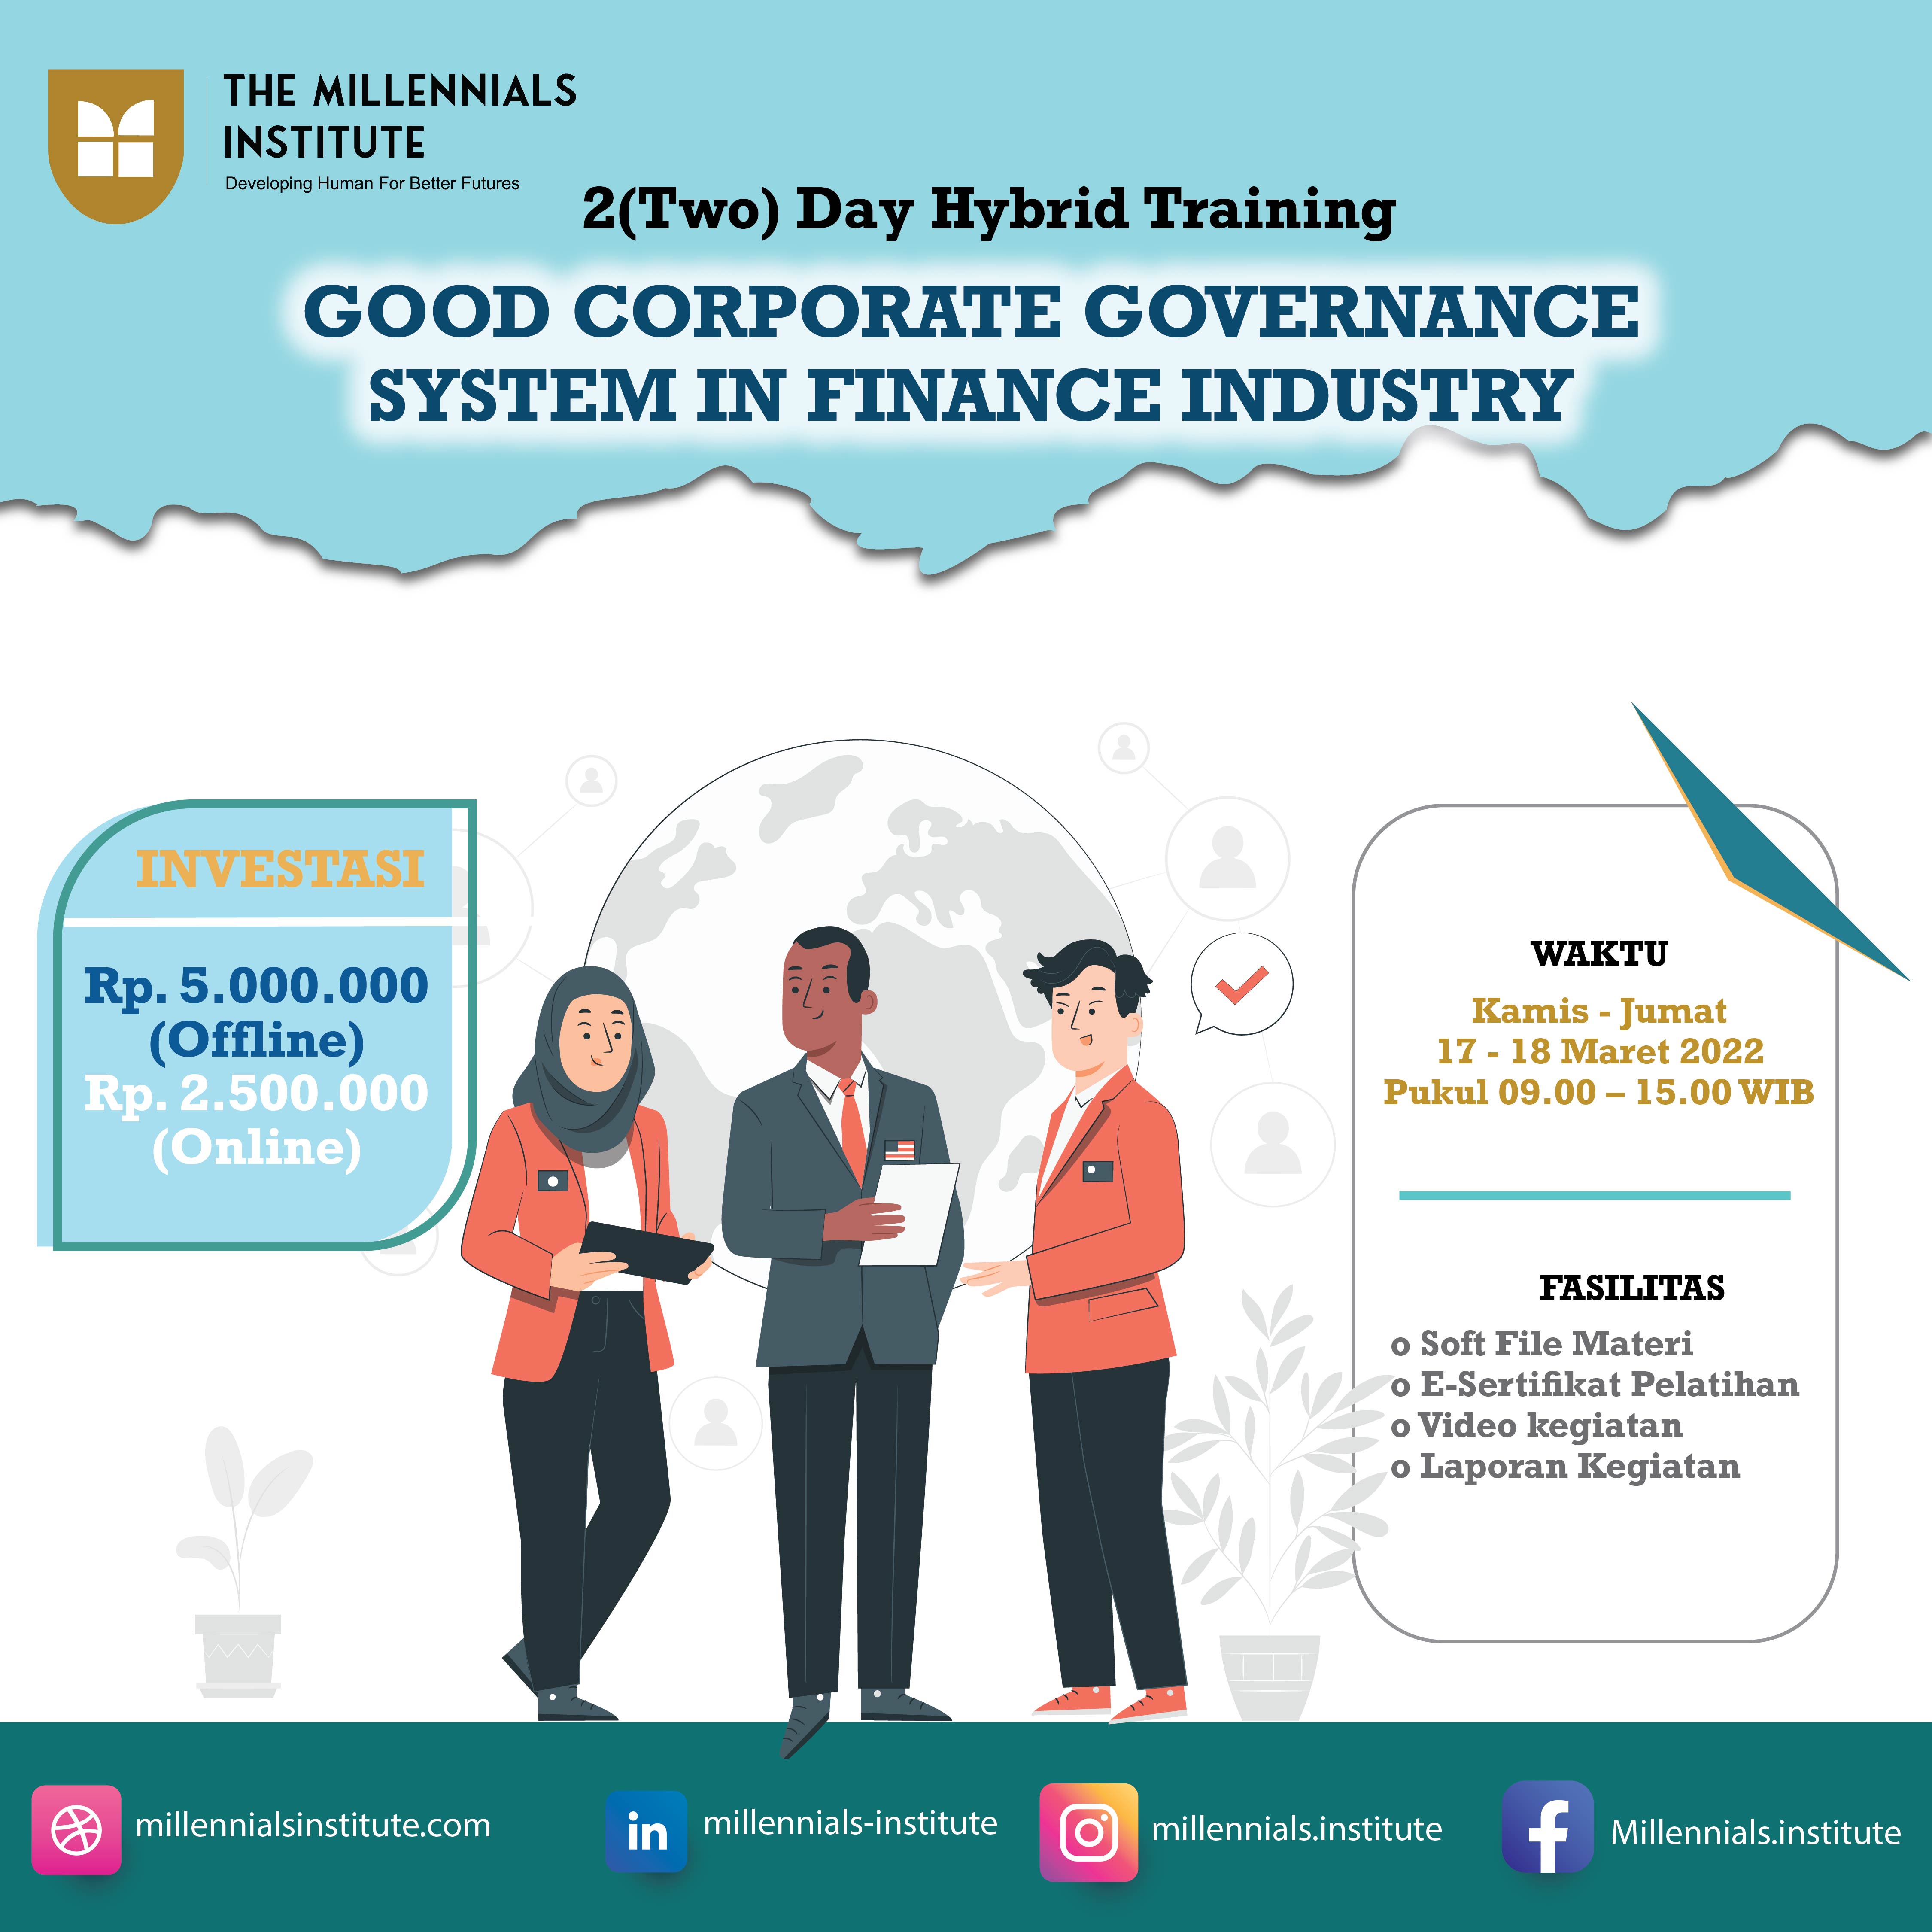 THE MILLENNIALS
INSTITUTE
Developing Human For Better Futures
2(Two) Day Hybrid Training
GOOD CORPORATE GOVERNANCE
SYSTEM IN FINANCE INDUSTRY
INVESTASI
Rp. 5.000.000
(Offline)
Rp. 2.500.000
(Online)
WAKTU
Kamis - Jumat
17 - 18 Maret 2022
Pukul 09.00 – 15.00 WIB
FASILITAS
o Soft File Materi
o E-Sertifikat Pelatihan
o Video kegiatan
o Laporan Kegiatan
millennialsinstitute.com
in
millennials-institute
millennials.institute
f
Millennials.institute